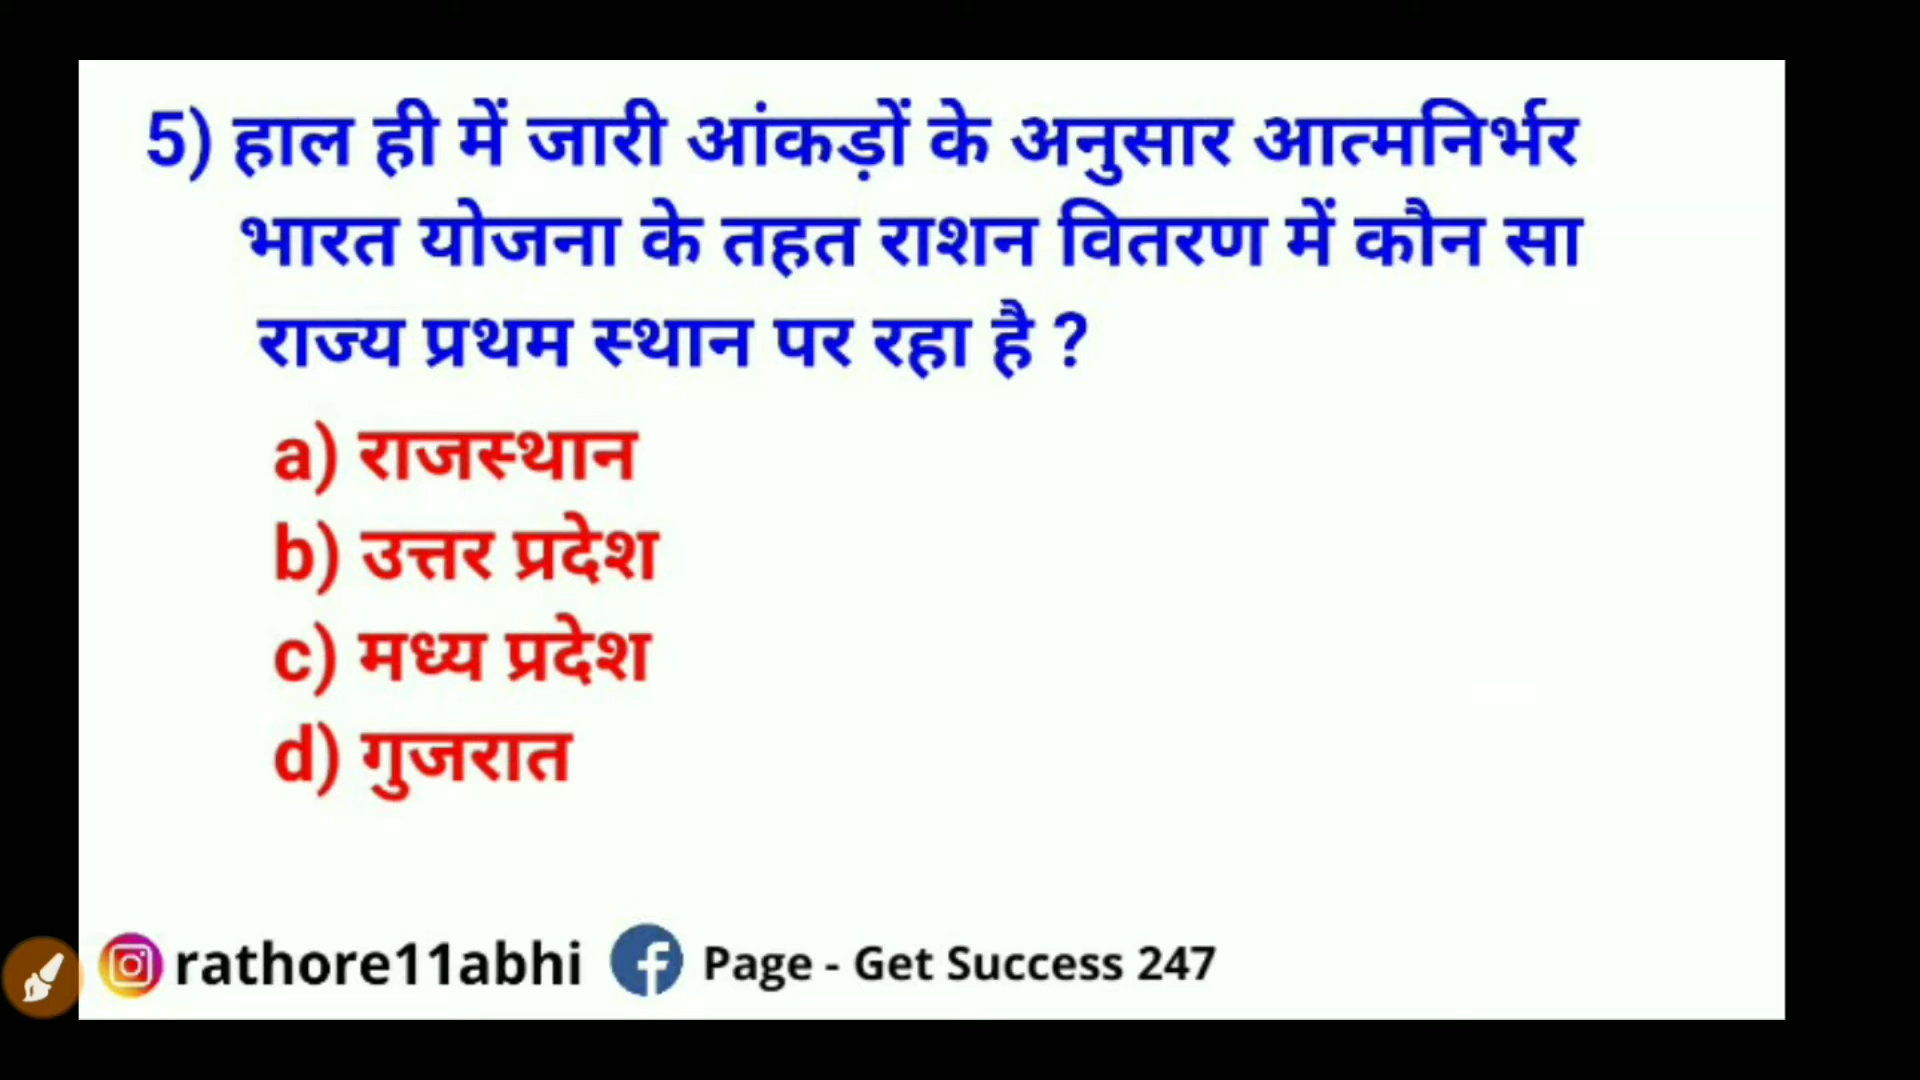 5) हाल ही में जारी आंकड़ों के अनुसार आत्मनिर्भर
भारत योजना के तहत राशन वितरण में कौन सा
राज्य प्रथम स्थान पर रहा है ?
a) राजस्थान
b) उत्तर प्रदेश
c) मध्य प्रदेश
d) गुजरात
rathore11abhi Page - Get Success 247